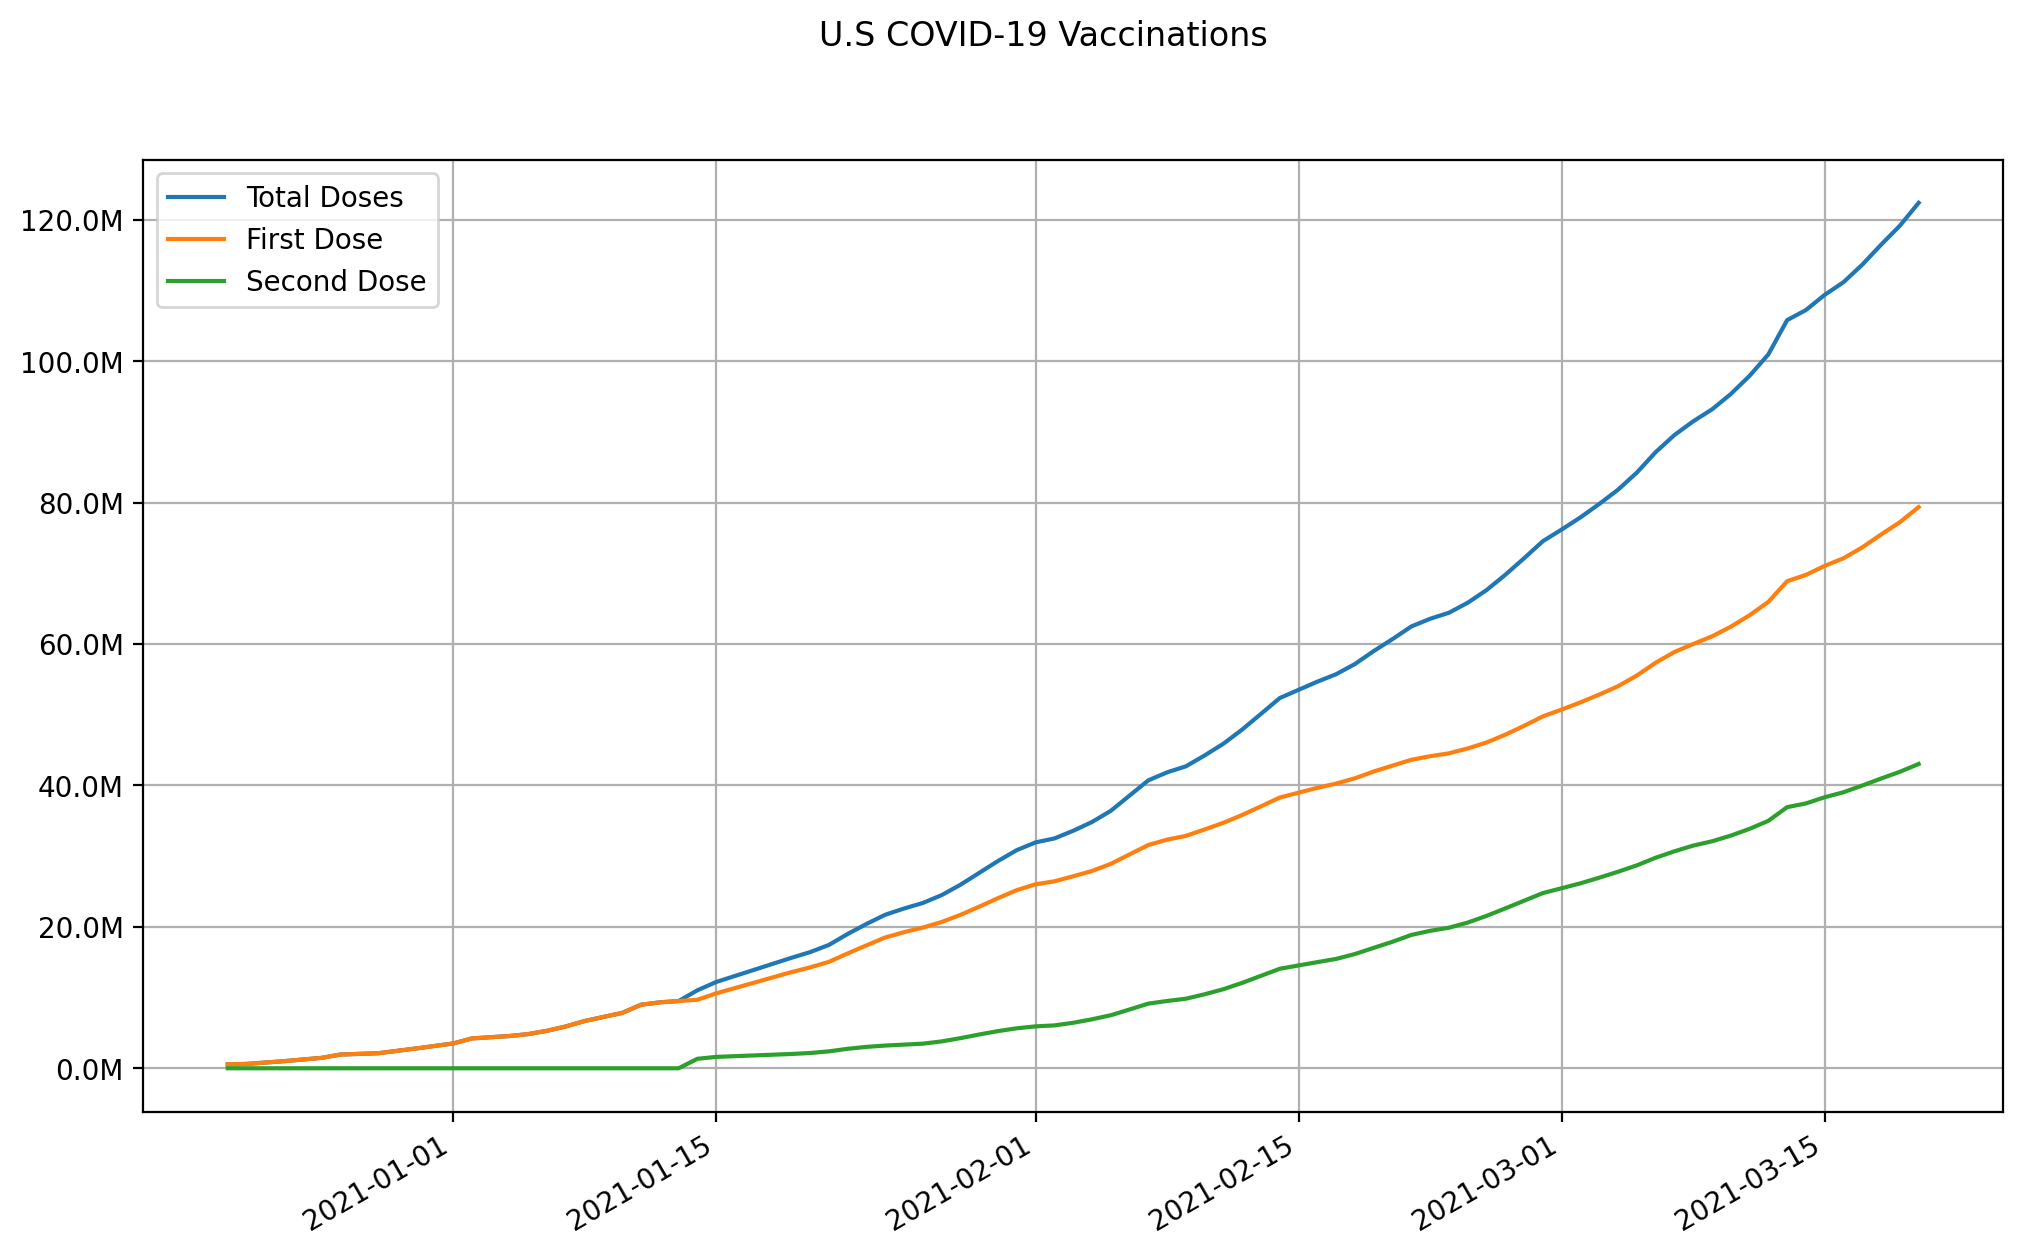 U.S COVID-19 Vaccinations
Total Doses
First Dose
Second Dose
120.0M
100.0M
80.0M
60.0M
40.0M
20.0M
0.0M
2021-01-01
2021-01-15
2021-02-01
2021-02-15
2021-03-01
2021-03-15